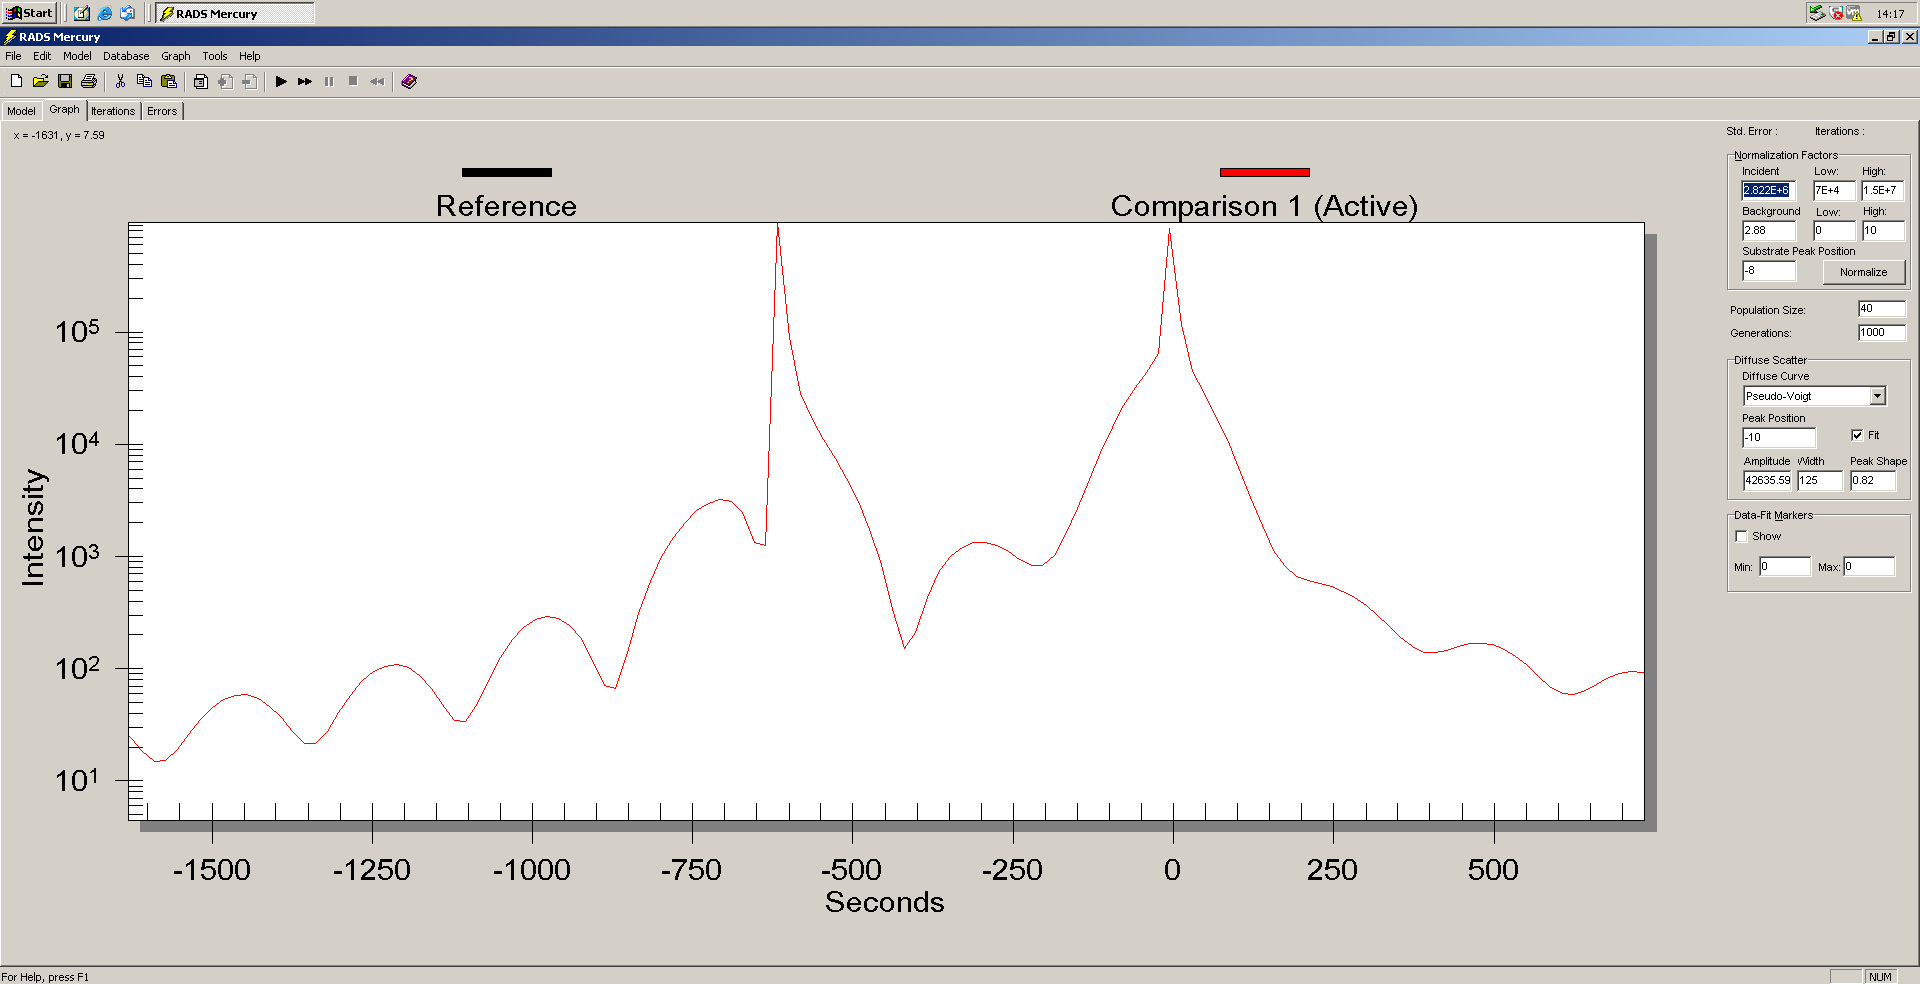 Start RADS Mercury 14:17
RADS Mercury
File Edit Model Database Graph Tools Help
Model Graph Iterations Errors
x = -1631, y = 7.59
Std. Error : Iterations :
Normalization Factors
Incident Low: High:
2.822E+6 7E+4 1.5E+7
Background Low: High:
2.88 0 10
Substrate Peak Position
-8 Normalize
Population Size: 40
Generations: 1000
Diffuse Scatter
Diffuse Curve
Pseudo-Voigt
Peak Position
-10 Fit
Amplitude Width Peak Shape
42635.59 125 0.82
Data-Fit Markers
Show
Min: 0 Max: 0
Reference Comparison 1 (Active)
10⁵
10⁴
10³
10²
10¹
Intensity
-1500 -1250 -1000 -750 -500 -250 0 250 500
Seconds
For Help, press F1 NUM